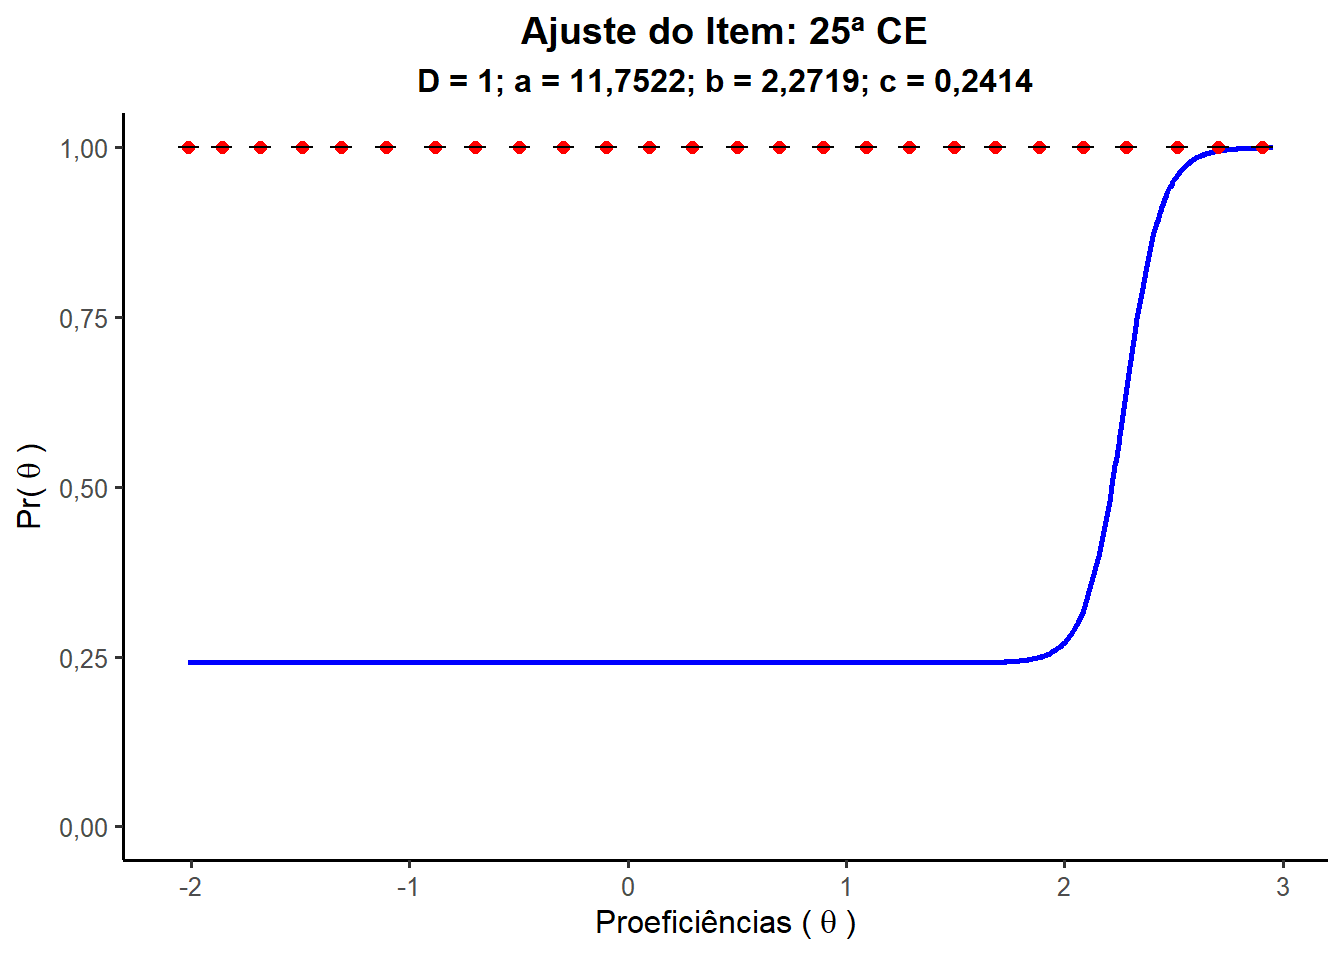 Ajuste do Item: 25ª CE
D = 1; a = 11,7522; b = 2,2719; c = 0,2414
1,00
0,75
0,50
0,25
0,00
Pr( θ )
-2 -1 0 1 2 3
Proeficiências ( θ )